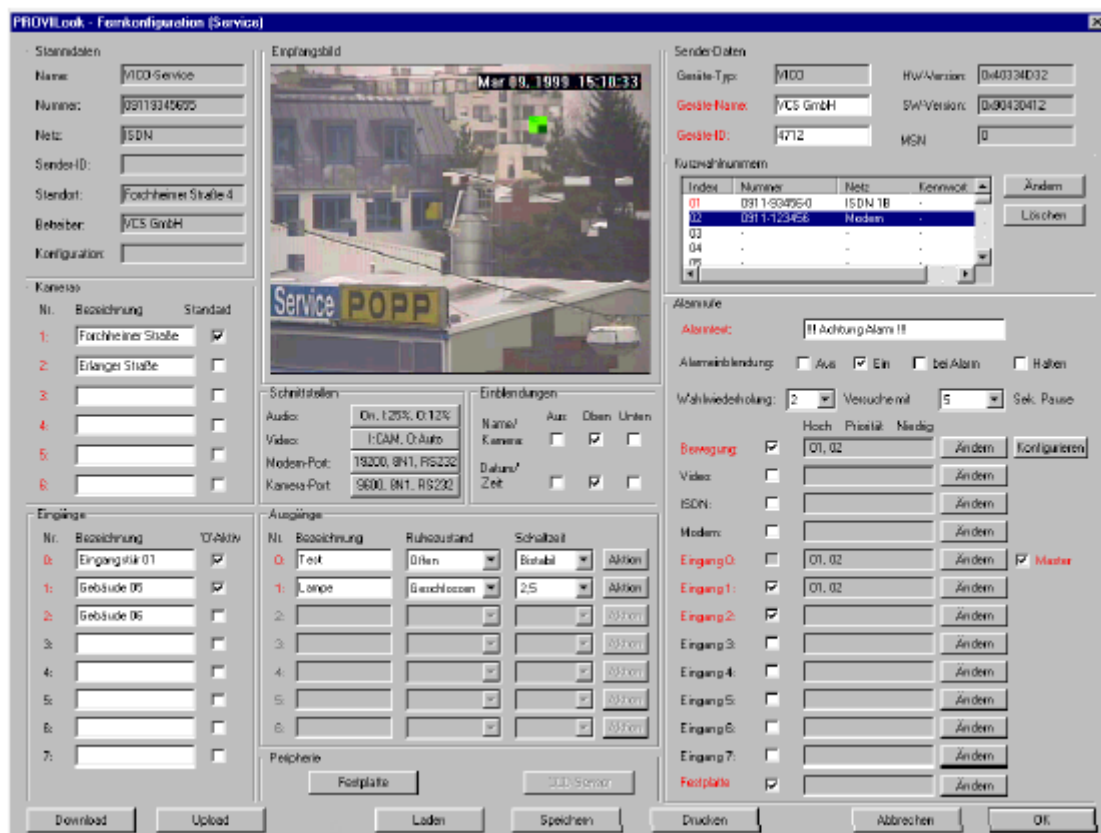 PROVILook - Fernkonfiguration (Service)
Stammdaten
Name: VICO-Service
Nummer: 09119345695
Netz: ISDN
Sender-ID:
Standort: Forchheimer Straße 4
Betreiber: VCS GmbH
Konfiguration:
Empfangsbild
Mar 09, 1999 15:10:33
Service POPP
Sender-Daten
Geräte-Typ: VICO HW-Version: 0x40334D32
Geräte-Name: VCS GmbH SW-Version: 0x90430412
Geräte-ID: 4712 MSN 0
Kurzwahlnummern
Index Nummer Netz Kennwort
01 0911-93456-0 ISDN 1B -
02 0911-123456 Modem -
03 - - -
04 - - -
05
Ändern
Löschen
Kameras
Nr. Bezeichnung Standard
1: Forchheimer Straße
2: Erlanger Straße
3:
4:
5:
6:
Schnittstellen
Audio: On, I:25%, O:12%
Video: I:CAM, O:Auto
Modem-Port: 19200, 8N1, RS232
Kamera-Port: 9600, 8N1, RS232
Einblendungen
Aus Oben Unten
Name/
Kamera:
Datum/
Zeit:
Alarmrufe
Alarmtext: !!! Achtung Alarm !!!
Alarmeinblendung: Aus Ein bei Alarm Halten
Wahlwiederholung: 2 Versuche mit 5 Sek. Pause
Hoch Priorität Niedrig
Bewegung: 01, 02 Ändern Konfigurieren
Video: Ändern
ISDN: Ändern
Modem: Ändern
Eingang 0: 01, 02 Ändern Master
Eingang 1: 01, 02 Ändern
Eingang 2: Ändern
Eingang 3: Ändern
Eingang 4: Ändern
Eingang 5: Ändern
Eingang 6: Ändern
Eingang 7: Ändern
Festplatte Ändern
Eingänge
Nr. Bezeichnung '0'-Aktiv
0: Eingangstür 01
1: Gebäude 05
2: Gebäude 06
3:
4:
5:
6:
7:
Ausgänge
Nr. Bezeichnung Ruhezustand Schaltzeit
0: Test Offen Bistabil Aktion
1: Lampe Geschlossen 2,5 Aktion
2: Aktion
3: Aktion
4: Aktion
5: Aktion
6: Aktion
Peripherie
Festplatte
Download Upload Laden Speichern Drucken Abbrechen OK